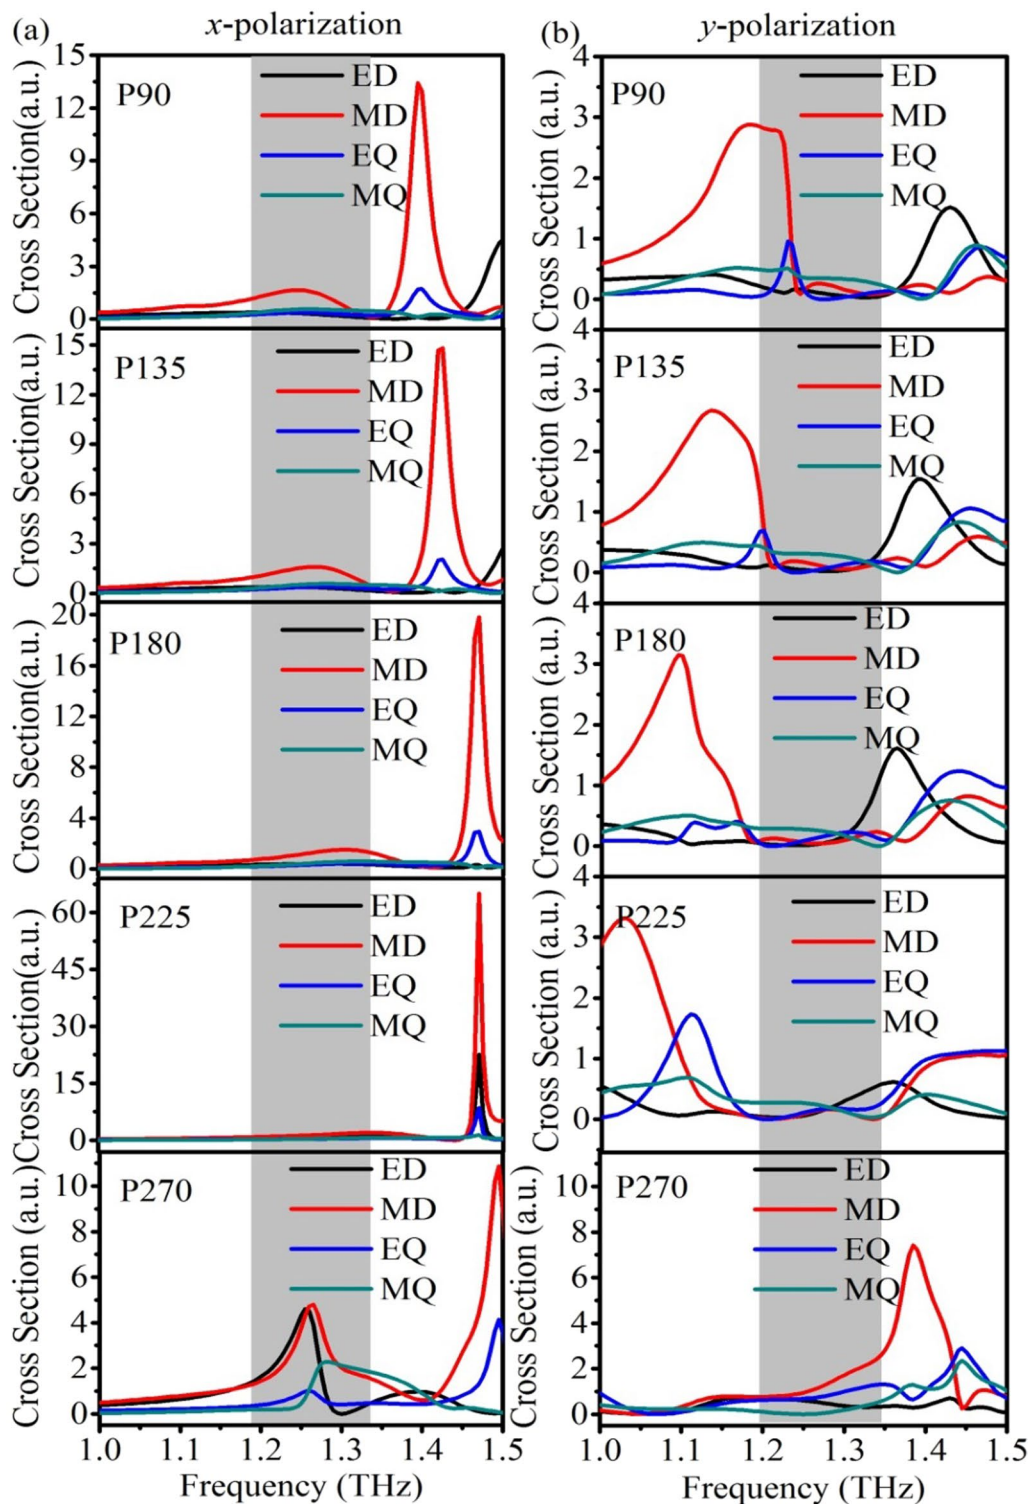 (a) x-polarization
Cross Section(a.u.)
15
12
9
6
3
0
P90
ED
MD
EQ
MQ
Cross Section(a.u.)
15
12
9
6
3
0
P135
ED
MD
EQ
MQ
Cross Section(a.u.)
20
16
12
8
4
0
P180
ED
MD
EQ
MQ
Cross Section(a.u.)
60
45
30
15
0
P225
ED
MD
EQ
MQ
Cross Section (a.u.)
10
8
6
4
2
0
P270
ED
MD
EQ
MQ
1.0 1.1 1.2 1.3 1.4 1.5
Frequency (THz)
(b) y-polarization
Cross Section (a.u.)
4
3
2
1
0
P90
ED
MD
EQ
MQ
Cross Section (a.u.)
4
3
2
1
0
P135
ED
MD
EQ
MQ
Cross Section (a.u.)
4
3
2
1
0
P180
ED
MD
EQ
MQ
Cross Section (a.u.)
4
3
2
1
0
P225
ED
MD
EQ
MQ
Cross Section (a.u.)
10
8
6
4
2
0
P270
ED
MD
EQ
MQ
1.0 1.1 1.2 1.3 1.4 1.5
Frequency (THz)